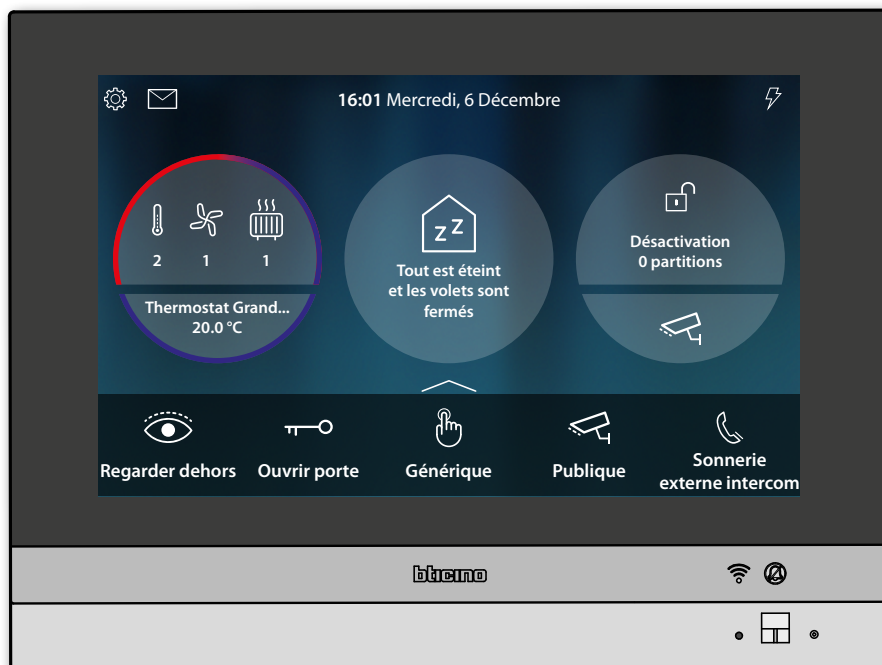 16:01 Mercredi, 6 Décembre
2 1 1
Thermostat Grand...
20.0 °C
zz
Tout est éteint
et les volets sont
fermés
Désactivation
0 partitions
Regarder dehors
Ouvrir porte
Générique
Publique
Sonnerie
externe intercom
bticino